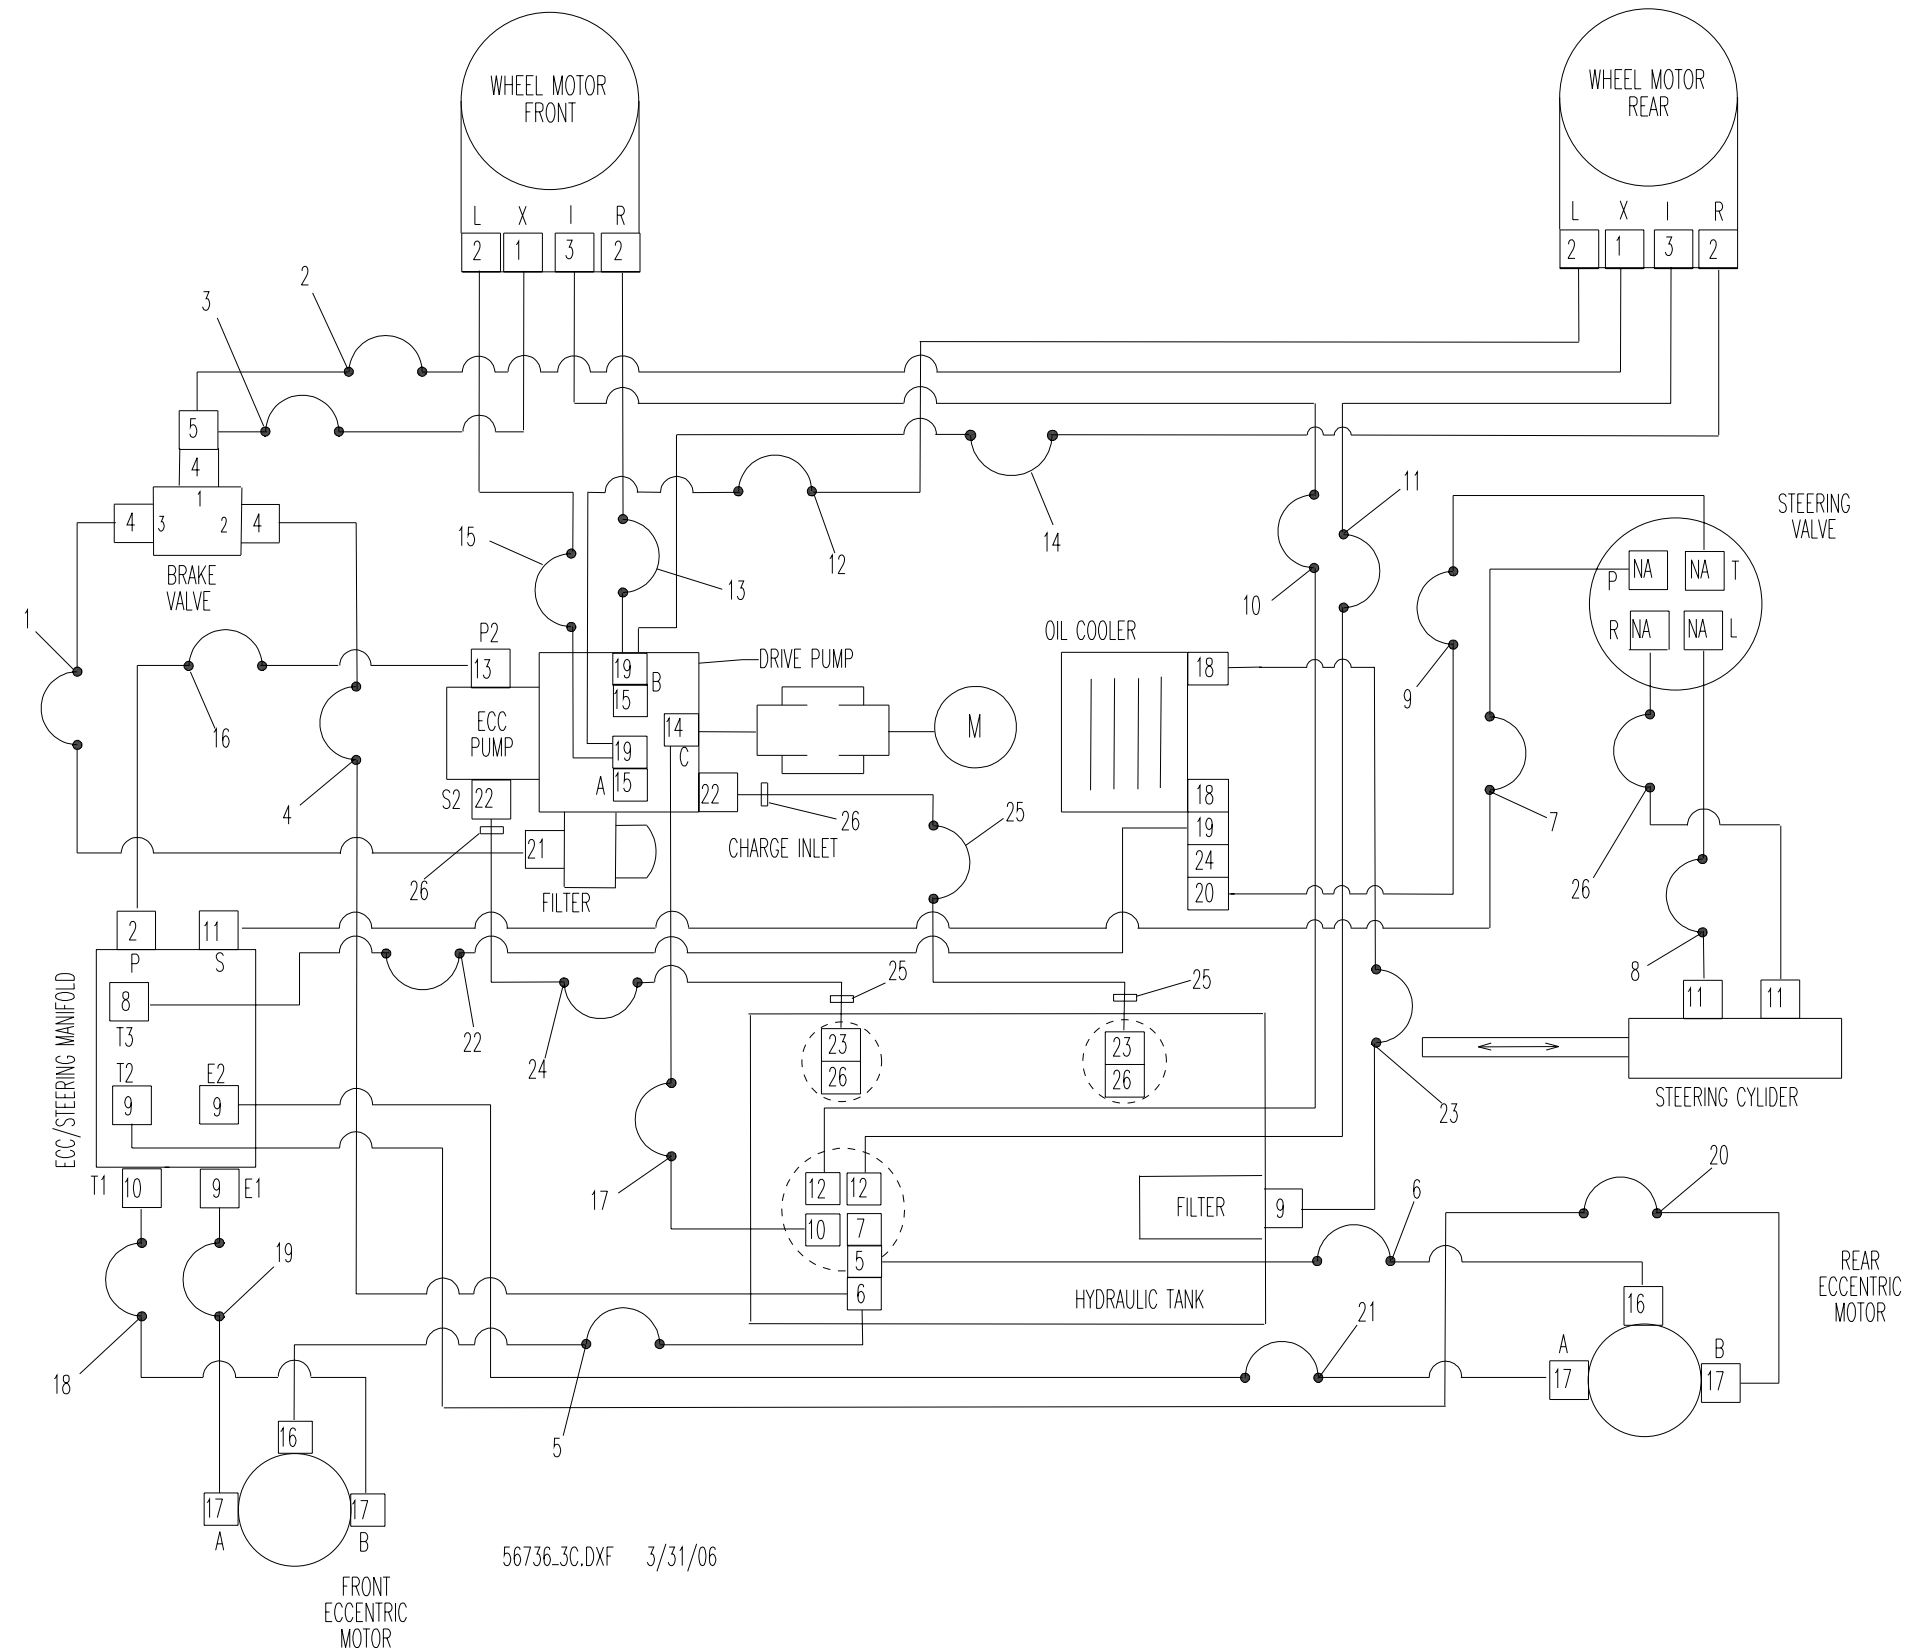 WHEEL MOTOR
FRONT
WHEEL MOTOR
REAR
L X I R
2 1 3 2
L X I R
2 1 3 2
2
3
5
4
1
4 3 2 4
BRAKE
VALVE
1
15
13
12
14
11
10
STEERING
VALVE
P NA NA T
R NA NA L
9
7
26
8
16
4
P2
13
ECC
PUMP
S2 22
26
19
15
B
DRIVE PUMP
14
C
19
A 15
22
26
CHARGE INLET
M
21
FILTER
25
OIL COOLER
18
18
19
24
20
2 11
P S
8
T3
T2 E2
9 9
ECC/STEERING MANIFOLD
T1 10 9 E1
22
24
25
25
23
26
23
26
17
12 12
10 7
5
6
FILTER
9
HYDRAULIC TANK
23
11 11
STEERING CYLIDER
6
20
18
19
5
21
16
A B
17 17
REAR
ECCENTRIC
MOTOR
16
17 17
A B
FRONT
ECCENTRIC
MOTOR
56736_3C.DXF 3/31/06